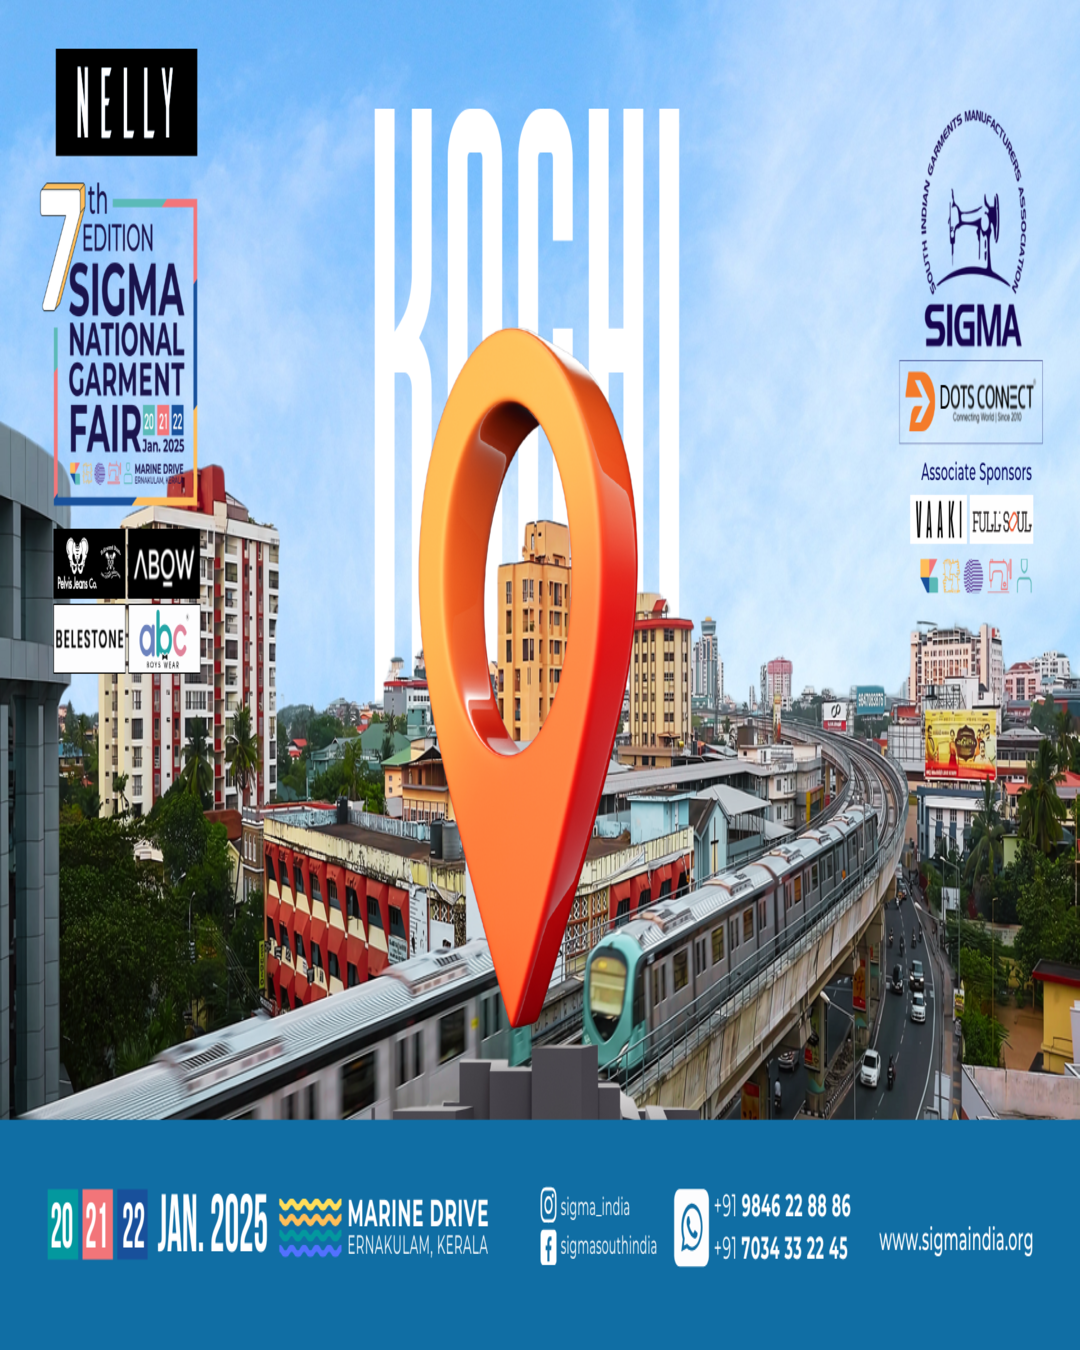 NELLY
7th
EDITION
SIGMA
NATIONAL
GARMENT
FAIR
20 21 22
Jan. 2025
MARINE DRIVE
ERNAKULAM, KERALA
Pelvis Jeans Co.
ABOW
BELESTONE
abc
BOYS WEAR
KOCHI
SOUTH INDIAN GARMENTS MANUFACTURERS ASSOCIATION
SIGMA
DOTS CONNECT
Connecting World | Since 2010
Associate Sponsors
VAAKI
FULL SOUL
20 21 22 JAN. 2025
MARINE DRIVE
ERNAKULAM, KERALA
sigma_india
sigmasouthindia
+91 9846 22 88 86
+91 7034 33 22 45
www.sigmaindia.org